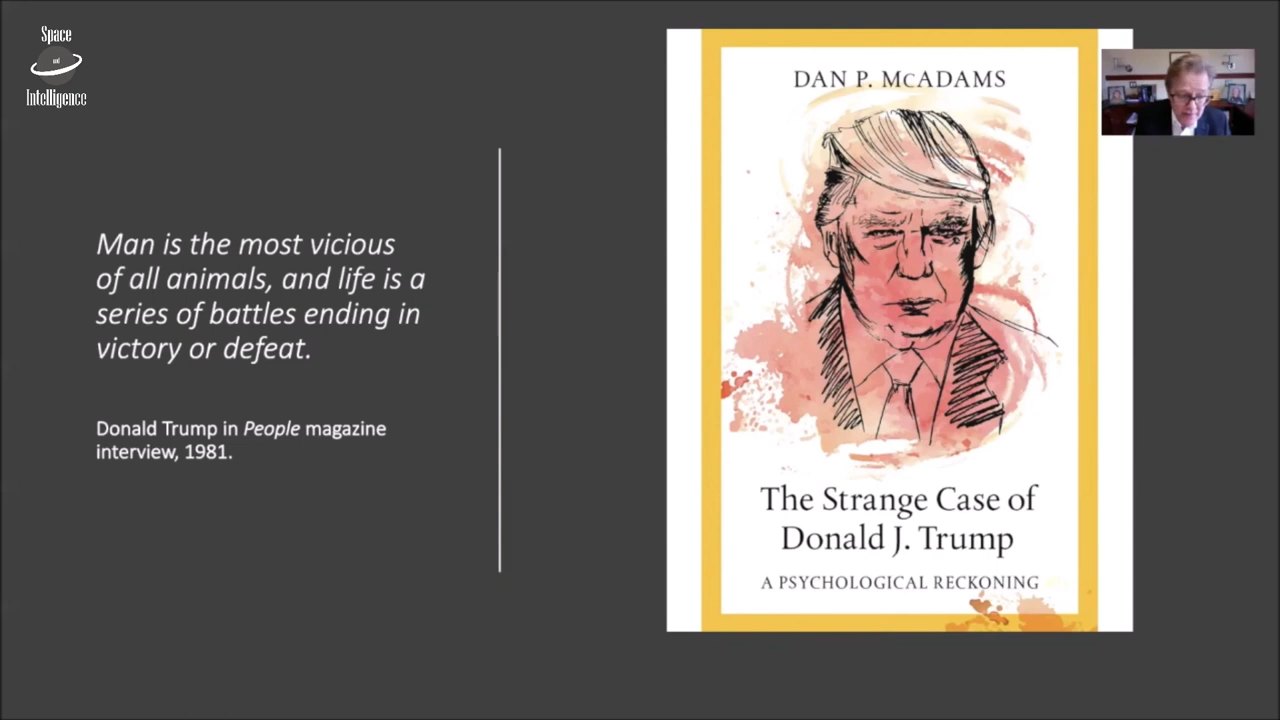 Space
and
Intelligence
Man is the most vicious
of all animals, and life is a
series of battles ending in
victory or defeat.
Donald Trump in People magazine
interview, 1981.
DAN P. McADAMS
The Strange Case of
Donald J. Trump
A PSYCHOLOGICAL RECKONING